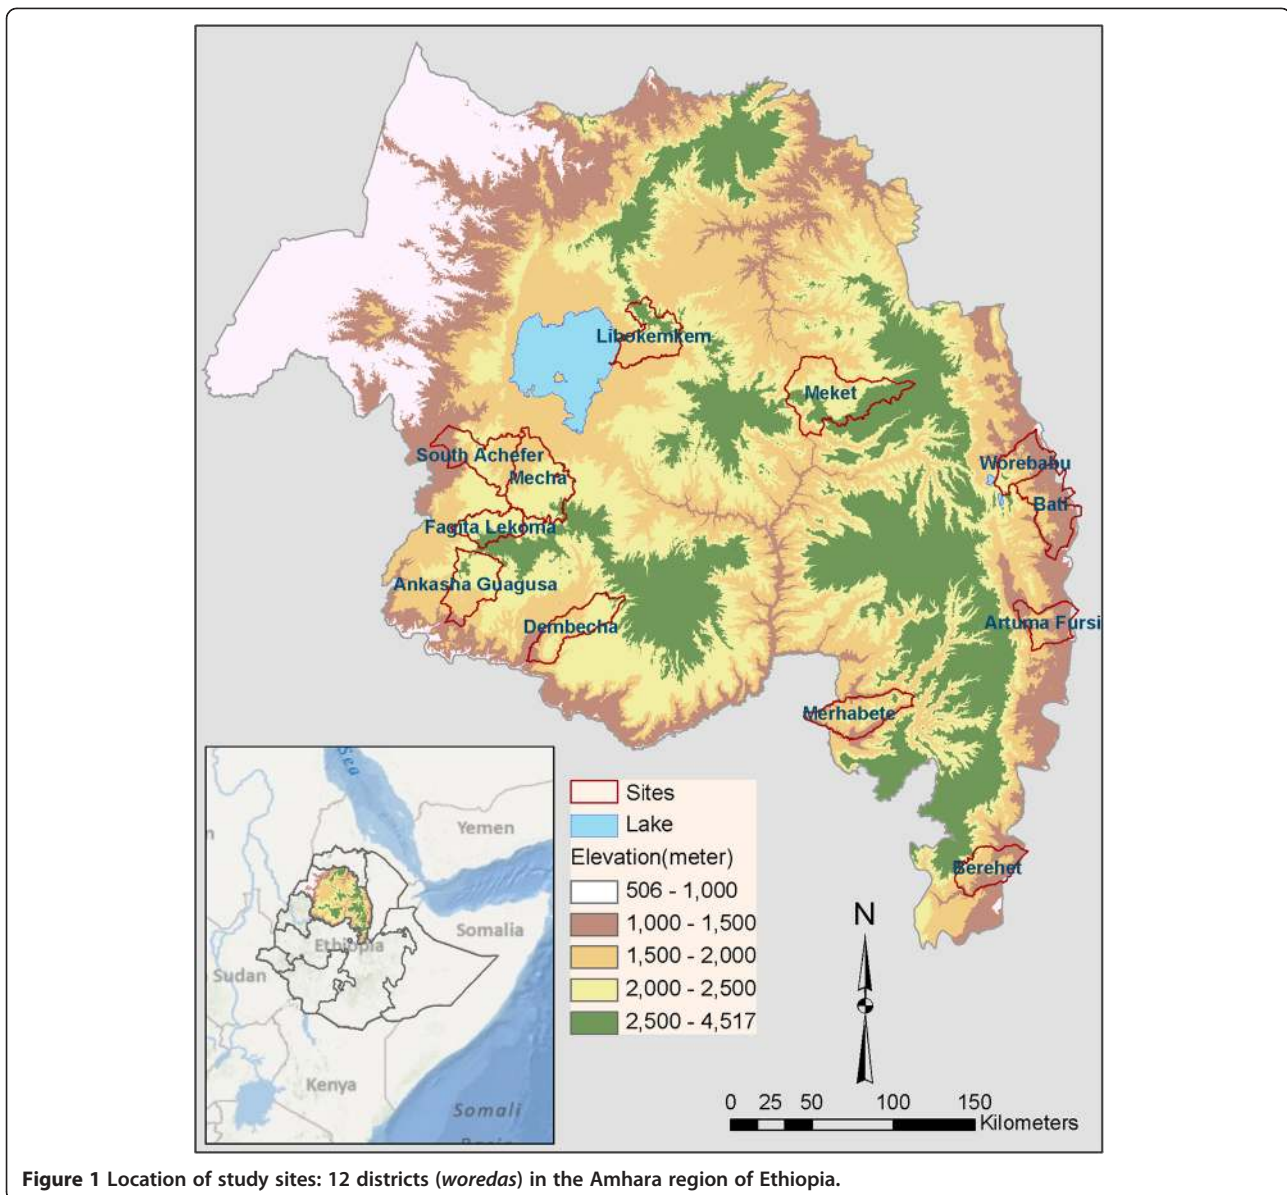 Libokemkem
Meket
South Achefer
Worebabu
Mecha
Bati
Fagita Lekoma
Ankasha Guagusa
Dembecha
Artuma Fursi
Merhabete
Berehet
Sites
Lake
Elevation(meter)
506 - 1,000
1,000 - 1,500
1,500 - 2,000
2,000 - 2,500
2,500 - 4,517
N
0 25 50 100 150
Kilometers
Sea
Yemen
Somalia
Ethiopia
Sudan
Kenya
Somali
Figure 1 Location of study sites: 12 districts (woredas) in the Amhara region of Ethiopia.